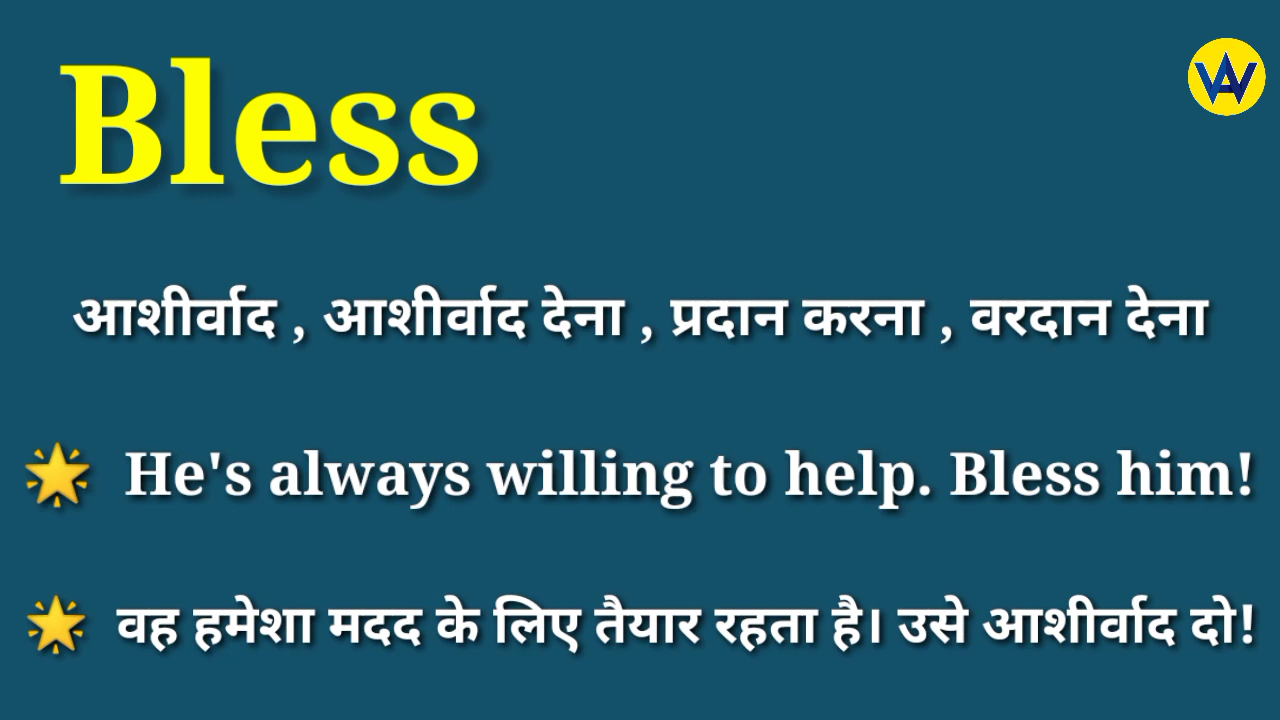 Bless
आशीर्वाद , आशीर्वाद देना , प्रदान करना , वरदान देना
🌟 He's always willing to help. Bless him!
🌟 वह हमेशा मदद के लिए तैयार रहता है। उसे आशीर्वाद दो!